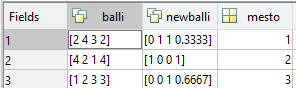 Fields balli newballi mesto
1 [2 4 3 2] [0 1 1 0.3333] 1
2 [4 2 1 4] [1 0 0 1] 2
3 [1 2 3 3] [0 0 1 0.6667] 3